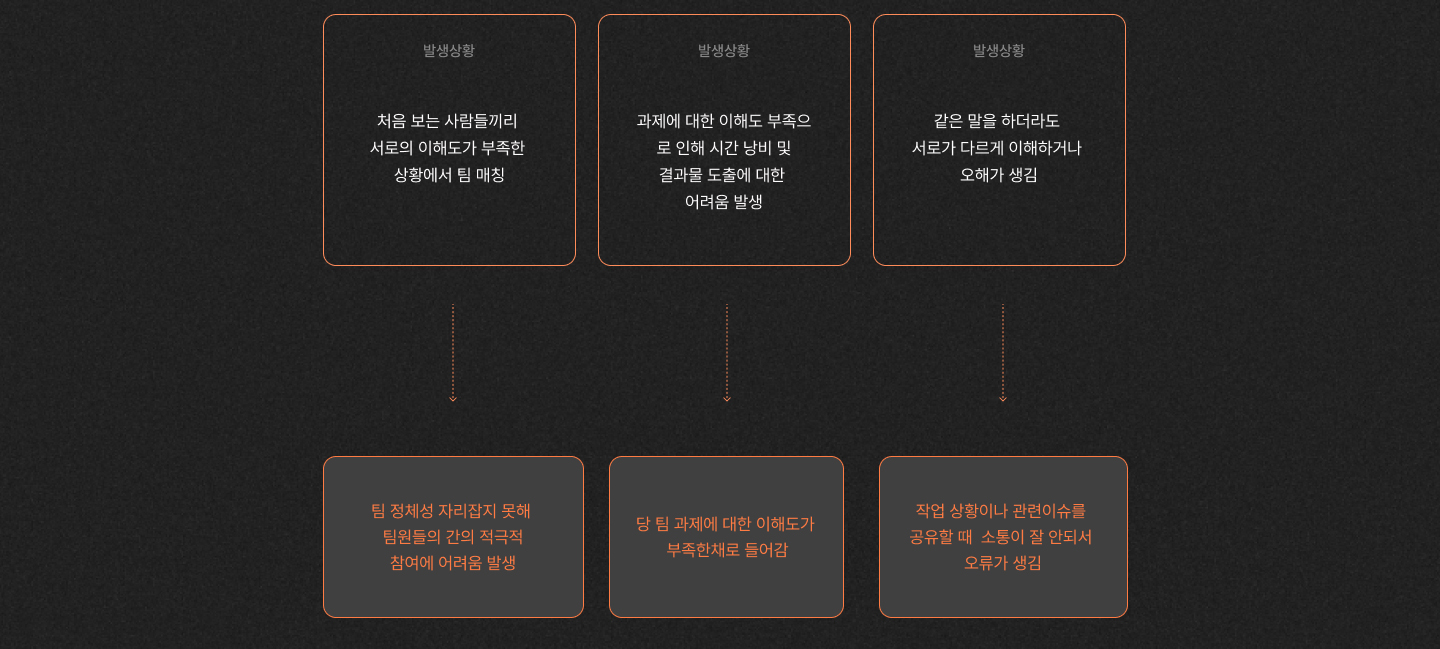 발생상황
처음 보는 사람들끼리
서로의 이해도가 부족한
상황에서 팀 매칭
발생상황
과제에 대한 이해도 부족으
로 인해 시간 낭비 및
결과물 도출에 대한
어려움 발생
발생상황
같은 말을 하더라도
서로가 다르게 이해하거나
오해가 생김
팀 정체성 자리잡지 못해
팀원들의 간의 적극적
참여에 어려움 발생
당 팀 과제에 대한 이해도가
부족한채로 들어감
작업 상황이나 관련이슈를
공유할 때  소통이 잘 안되서
오류가 생김